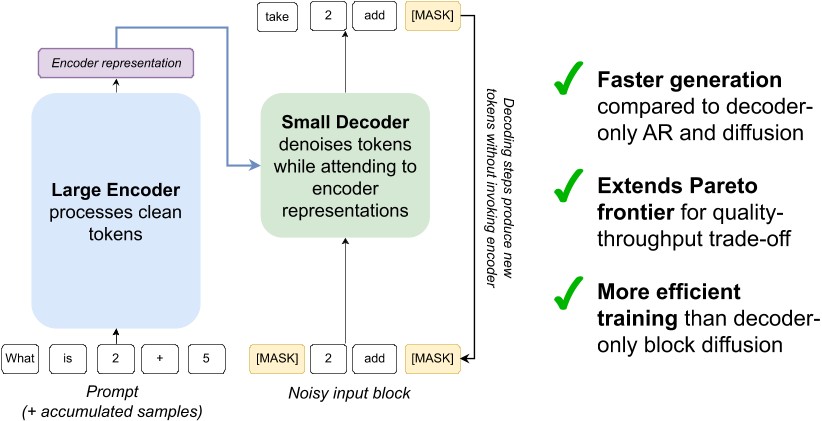 take 2 add [MASK]
Encoder representation
Large Encoder
processes clean
tokens
Small Decoder
denoises tokens
while attending to
encoder
representations
Decoding steps produce new
tokens without invoking encoder
What is 2 + 5
Prompt
(+ accumulated samples)
[MASK] 2 add [MASK]
Noisy input block
Faster generation
compared to decoder-
only AR and diffusion
Extends Pareto
frontier for quality-
throughput trade-off
More efficient
training than decoder-
only block diffusion